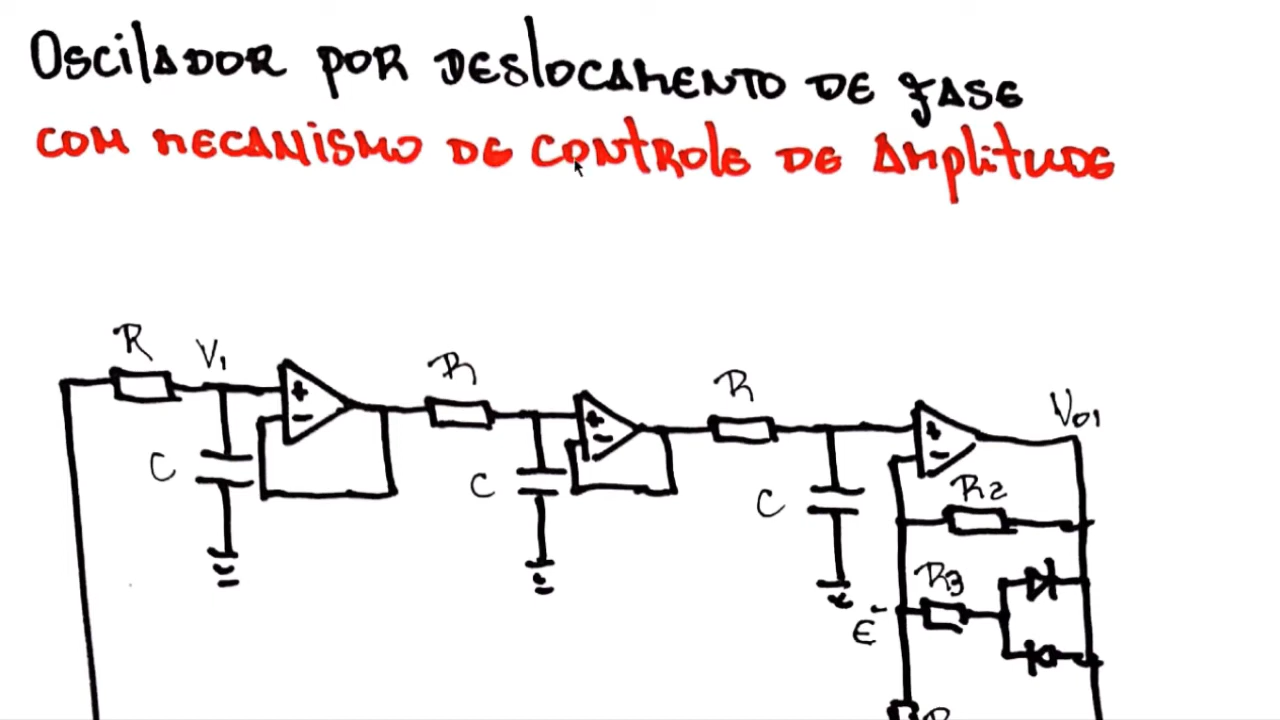 Oscilador por deslocamento de fase
com mecanismo de controle de Amplitude
R V1 R R Vo1
+ + + +
- - - -
C C C R2
R3
E-